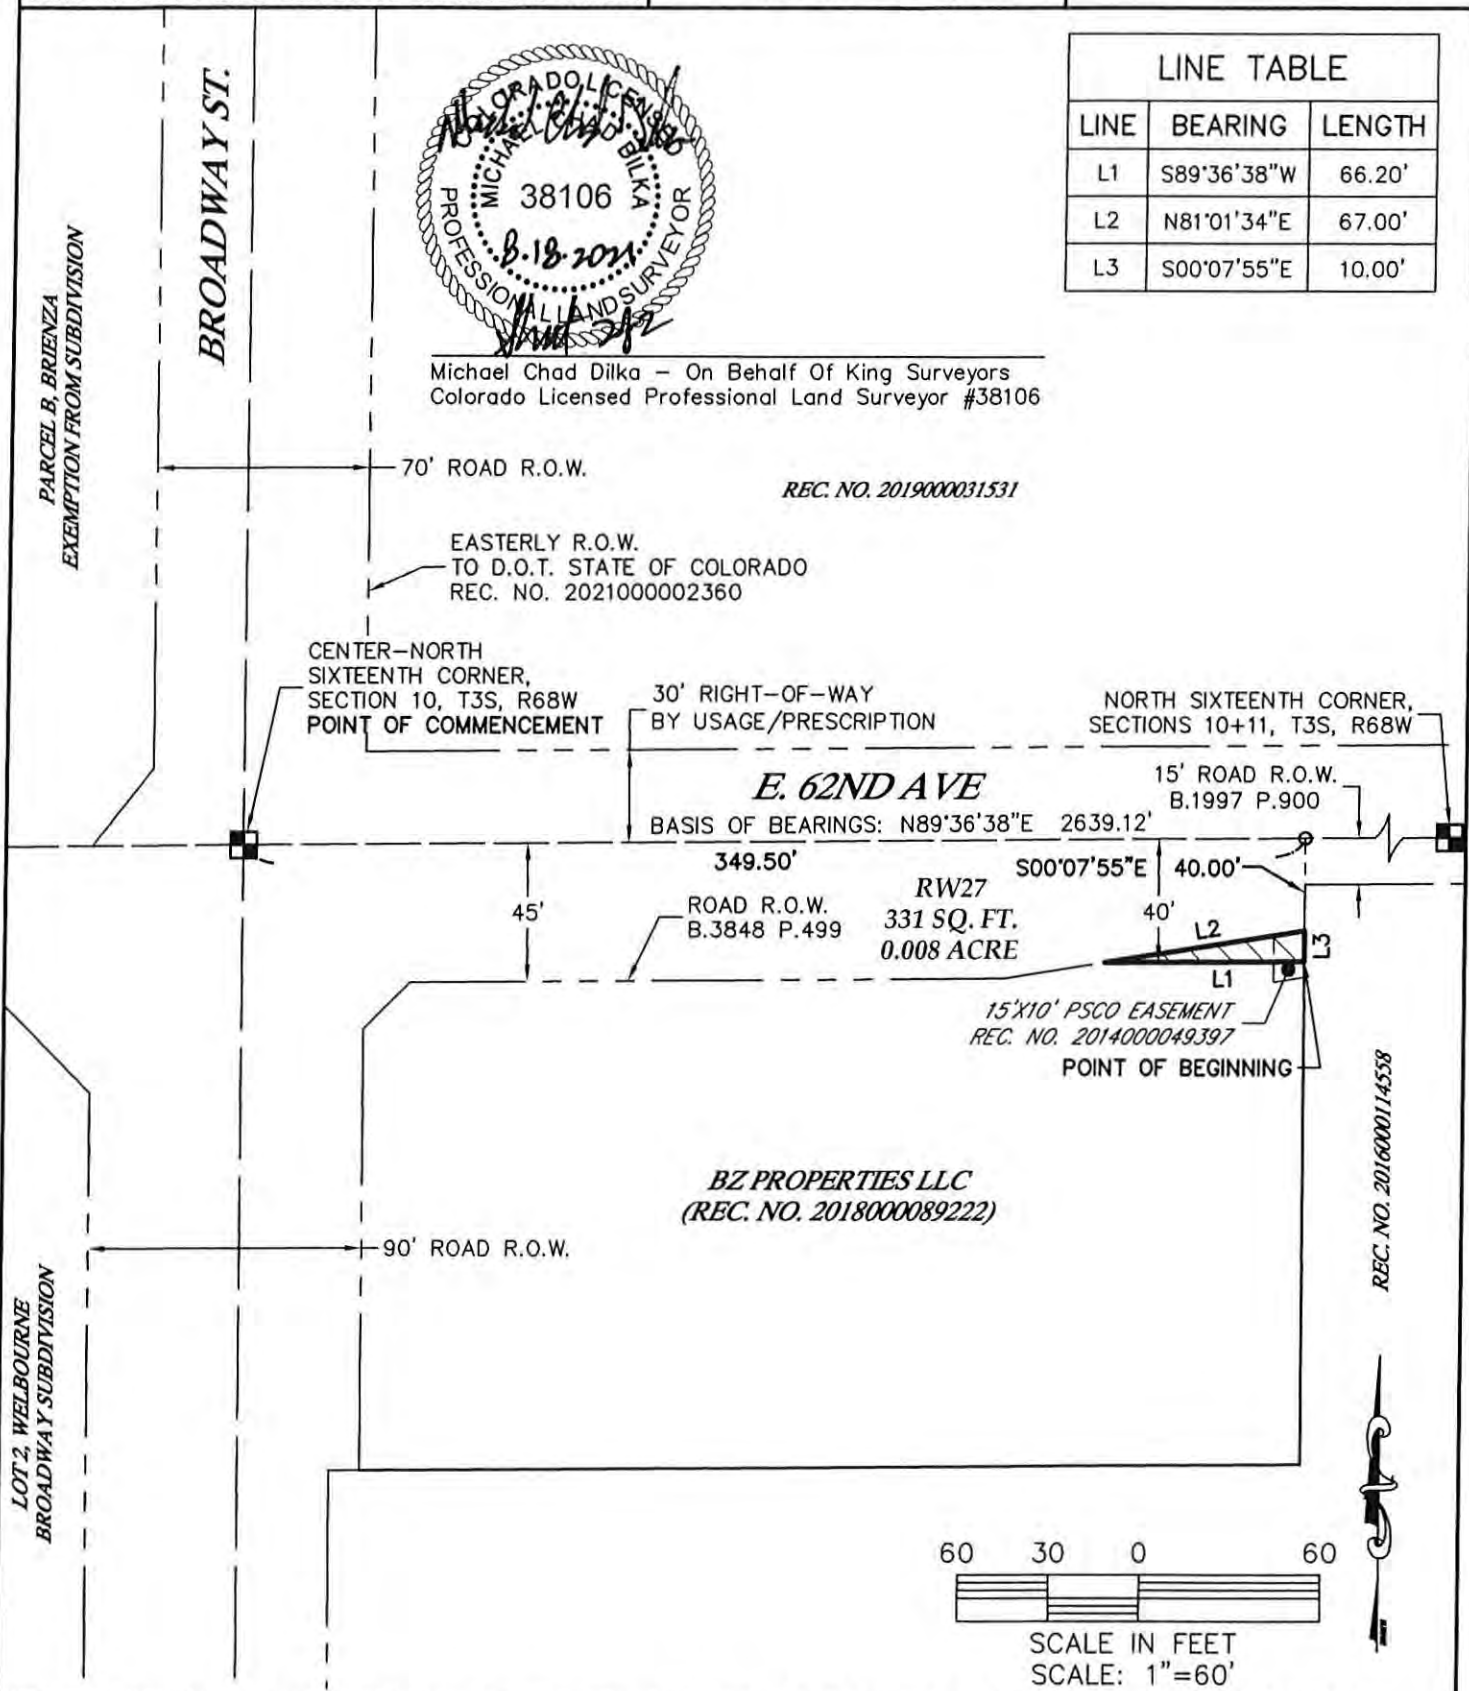 LINE TABLE
LINE BEARING LENGTH
L1 S89°36'38"W 66.20'
L2 N81°01'34"E 67.00'
L3 S00°07'55"E 10.00'
BROADWAY ST.
PARCEL B, BRIENZA
EXEMPTION FROM SUBDIVISION
COLORADO LICENSED
MICHAEL CHAD DILKA
38106
8-18-2021
PROFESSIONAL LAND SURVEYOR
Michael Chad Dilka – On Behalf Of King Surveyors
Colorado Licensed Professional Land Surveyor #38106
70' ROAD R.O.W.
REC. NO. 2019000031531
EASTERLY R.O.W.
TO D.O.T. STATE OF COLORADO
REC. NO. 2021000002360
CENTER–NORTH
SIXTEENTH CORNER,
SECTION 10, T3S, R68W
POINT OF COMMENCEMENT
30' RIGHT–OF–WAY
BY USAGE/PRESCRIPTION
NORTH SIXTEENTH CORNER,
SECTIONS 10+11, T3S, R68W
E. 62ND AVE
15' ROAD R.O.W.
B.1997 P.900
BASIS OF BEARINGS: N89°36'38"E 2639.12'
349.50'
S00°07'55"E 40.00'
45'
ROAD R.O.W.
B.3848 P.499
RW27
331 SQ. FT.
0.008 ACRE
40'
L2
L3
L1
15'X10' PSCO EASEMENT
REC. NO. 2014000049397
POINT OF BEGINNING
REC. NO. 2016000114558
BZ PROPERTIES LLC
(REC. NO. 2018000089222)
90' ROAD R.O.W.
LOT 2, WELBOURNE
BROADWAY SUBDIVISION
60 30 0 60
SCALE IN FEET
SCALE: 1"=60'